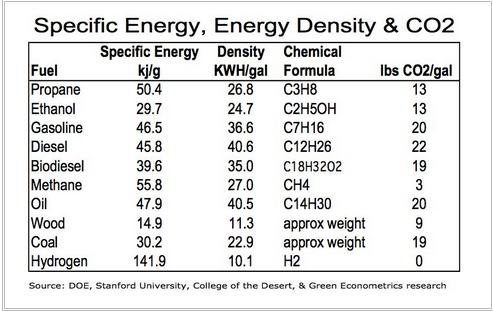 Specific Energy, Energy Density & CO2
Specific Energy Density Chemical
Fuel kj/g KWH/gal Formula lbs CO2/gal
Propane 50.4 26.8 C3H8 13
Ethanol 29.7 24.7 C2H5OH 13
Gasoline 46.5 36.6 C7H16 20
Diesel 45.8 40.6 C12H26 22
Biodiesel 39.6 35.0 C18H32O2 19
Methane 55.8 27.0 CH4 3
Oil 47.9 40.5 C14H30 20
Wood 14.9 11.3 approx weight 9
Coal 30.2 22.9 approx weight 19
Hydrogen 141.9 10.1 H2 0
Source: DOE, Stanford University, College of the Desert, & Green Econometrics research